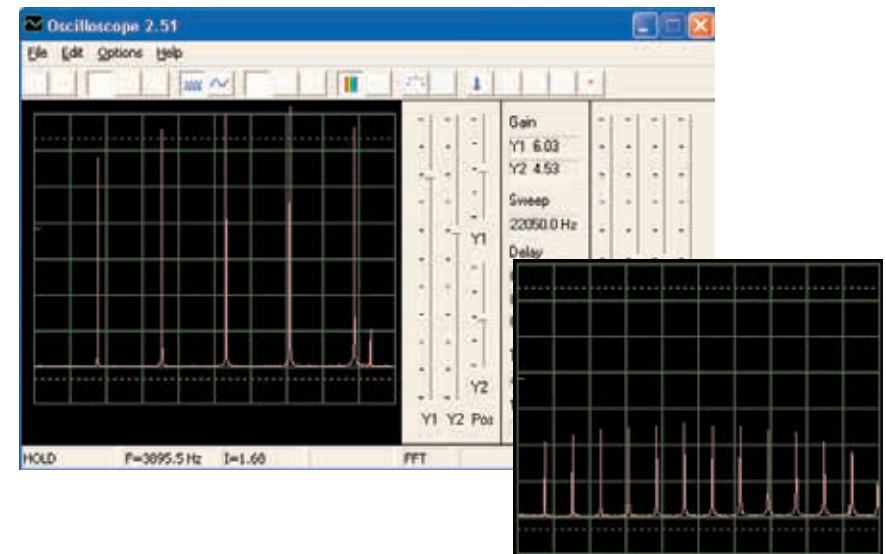 Oscilloscope 2.51
File Edit Options Help
Gain
Y1 6.03
Y2 4.53
Sweep
22050.0 Hz
Delay
Y1
Y2
Y1 Y2 Pos
HOLD F=3895.5 Hz I=1.68 FFT